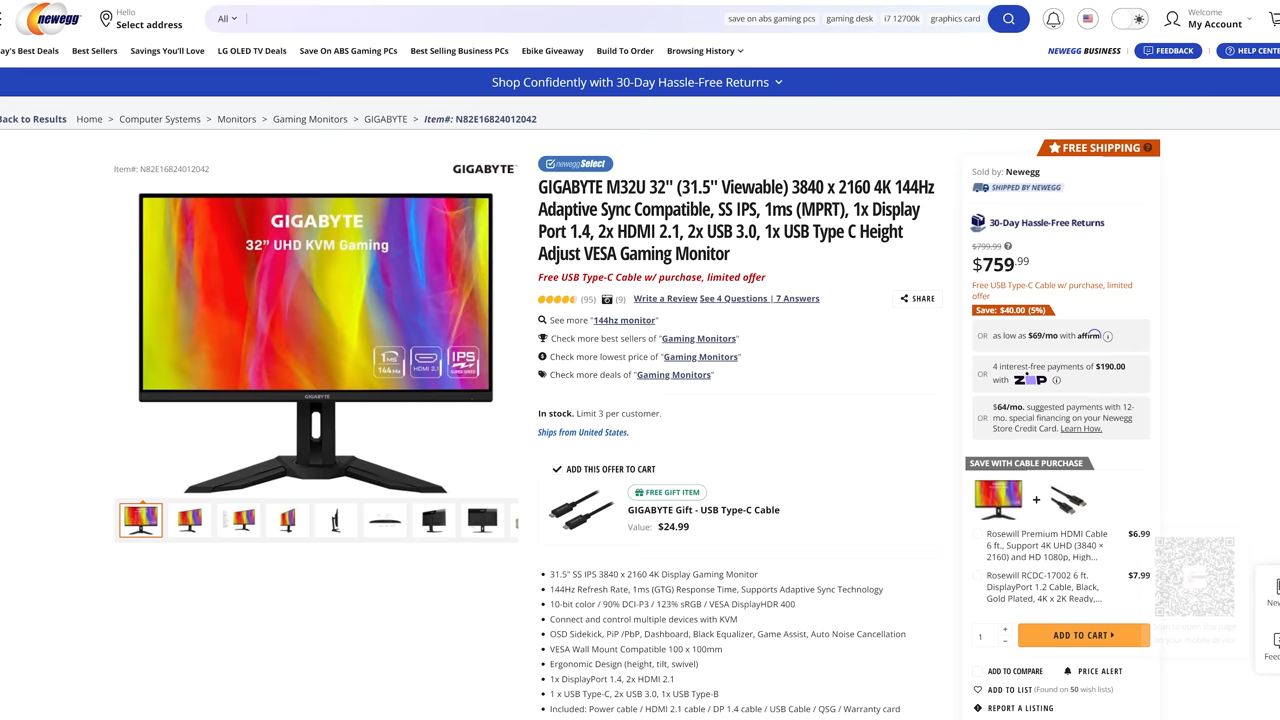 newegg
Hello
Select address
All
save on abs gaming pcs
gaming desk
i7 12700k
graphics card
Welcome
My Account
ay's Best Deals
Best Sellers
Savings You'll Love
LG OLED TV Deals
Save On ABS Gaming PCs
Best Selling Business PCs
Ebike Giveaway
Build To Order
Browsing History
NEWEGG BUSINESS
FEEDBACK
HELP CENTE
Shop Confidently with 30-Day Hassle-Free Returns
Back to Results
Home > Computer Systems > Monitors > Gaming Monitors > GIGABYTE > Item#: N82E16824012042
Item#: N82E16824012042
GIGABYTE
GIGABYTE
32" UHD KVM Gaming
1MS
144Hz
HDMI 2.1
IPS
SUPER SPEED
GIGABYTE
newegg Select
GIGABYTE M32U 32" (31.5" Viewable) 3840 x 2160 4K 144Hz
Adaptive Sync Compatible, SS IPS, 1ms (MPRT), 1x Display
Port 1.4, 2x HDMI 2.1, 2x USB 3.0, 1x USB Type C Height
Adjust VESA Gaming Monitor
Free USB Type-C Cable w/ purchase, limited offer
(95) (9) Write a Review See 4 Questions | 7 Answers
SHARE
See more "144hz monitor"
Check more best sellers of "Gaming Monitors"
Check more lowest price of "Gaming Monitors"
Check more deals of "Gaming Monitors"
In stock. Limit 3 per customer.
Ships from United States.
ADD THIS OFFER TO CART
FREE GIFT ITEM
GIGABYTE Gift - USB Type-C Cable
Value: $24.99
• 31.5" SS IPS 3840 x 2160 4K Display Gaming Monitor
• 144Hz Refresh Rate, 1ms (GTG) Response Time, Supports Adaptive Sync Technology
• 10-bit color / 90% DCI-P3 / 123% sRGB / VESA DisplayHDR 400
• Connect and control multiple devices with KVM
• OSD Sidekick, PiP /PbP, Dashboard, Black Equalizer, Game Assist, Auto Noise Cancellation
• VESA Wall Mount Compatible 100 x 100mm
• Ergonomic Design (height, tilt, swivel)
• 1x DisplayPort 1.4, 2x HDMI 2.1
• 1 x USB Type-C, 2x USB 3.0, 1x USB Type-B
• Included: Power cable / HDMI 2.1 cable / DP 1.4 cable / USB Cable / QSG / Warranty card
FREE SHIPPING
Sold by: Newegg
SHIPPED BY NEWEGG
30-Day Hassle-Free Returns
$799.99
$759.99
Free USB Type-C Cable w/ purchase, limited
offer
Save: $40.00 (5%)
OR as low as $69/mo with affirm
OR 4 interest-free payments of $190.00
with ZIP
OR $64/mo. suggested payments with 12-
mo. special financing on your Newegg
Store Credit Card. Learn How.
SAVE WITH CABLE PURCHASE
+
Rosewill Premium HDMI Cable $6.99
6 ft., Support 4K UHD (3840 ×
2160) and HD 1080p, High...
Rosewill RCDC-17002 6 ft. $7.99
DisplayPort 1.2 Cable, Black,
Gold Plated, 4K x 2K Ready,...
1 + - ADD TO CART
ADD TO COMPARE
PRICE ALERT
ADD TO LIST (Found on 50 wish lists)
REPORT A LISTING
Scan to open this page
on your mobile device